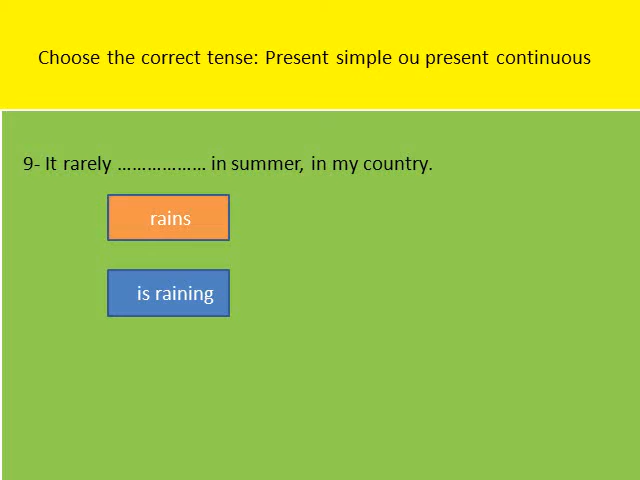 Choose the correct tense: Present simple ou present continuous
9- It rarely ……………… in summer, in my country.
rains
is raining